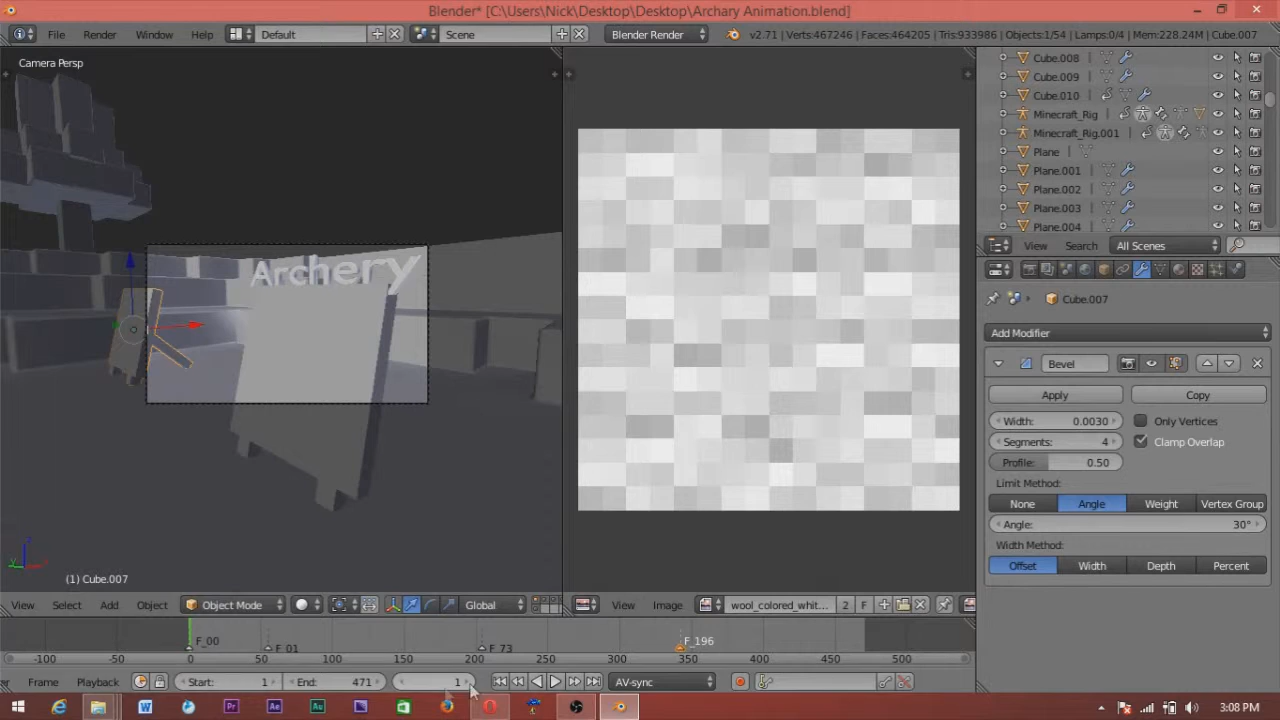 Blender* [C:\Users\Nick\Desktop\Desktop\Archary Animation.blend]
File Render Window Help Default Scene Blender Render v2.71 | Verts:467246 | Faces:464205 | Tris:933986 | Objects:1/54 | Lamps:0/4 | Mem:228.24M | Cube.007
Camera Persp
Cube.008
Cube.009
Cube.010
Minecraft_Rig
Minecraft_Rig.001
Plane
Plane.001
Plane.002
Plane.003
Plane.004
View Search All Scenes
Archery
Cube.007
Add Modifier
Bevel
Apply Copy
Width: 0.0030 Only Vertices
Segments: 4 Clamp Overlap
Profile: 0.50
Limit Method:
None Angle Weight Vertex Group
Angle: 30°
Width Method:
Offset Width Depth Percent
(1) Cube.007
View Select Add Object Object Mode Global
View Image wool_colored_whit... 2 F
F_00 F_01 F_73 F_196
-100 -50 0 50 100 150 200 250 300 350 400 450 500
Frame Playback Start: 1 End: 471 1 AV-sync
3:08 PM